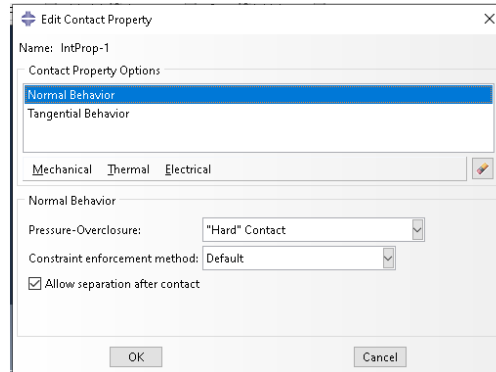 Edit Contact Property
Name: IntProp-1
Contact Property Options
Normal Behavior
Tangential Behavior
Mechanical Thermal Electrical
Normal Behavior
Pressure-Overclosure: "Hard" Contact
Constraint enforcement method: Default
Allow separation after contact
OK Cancel